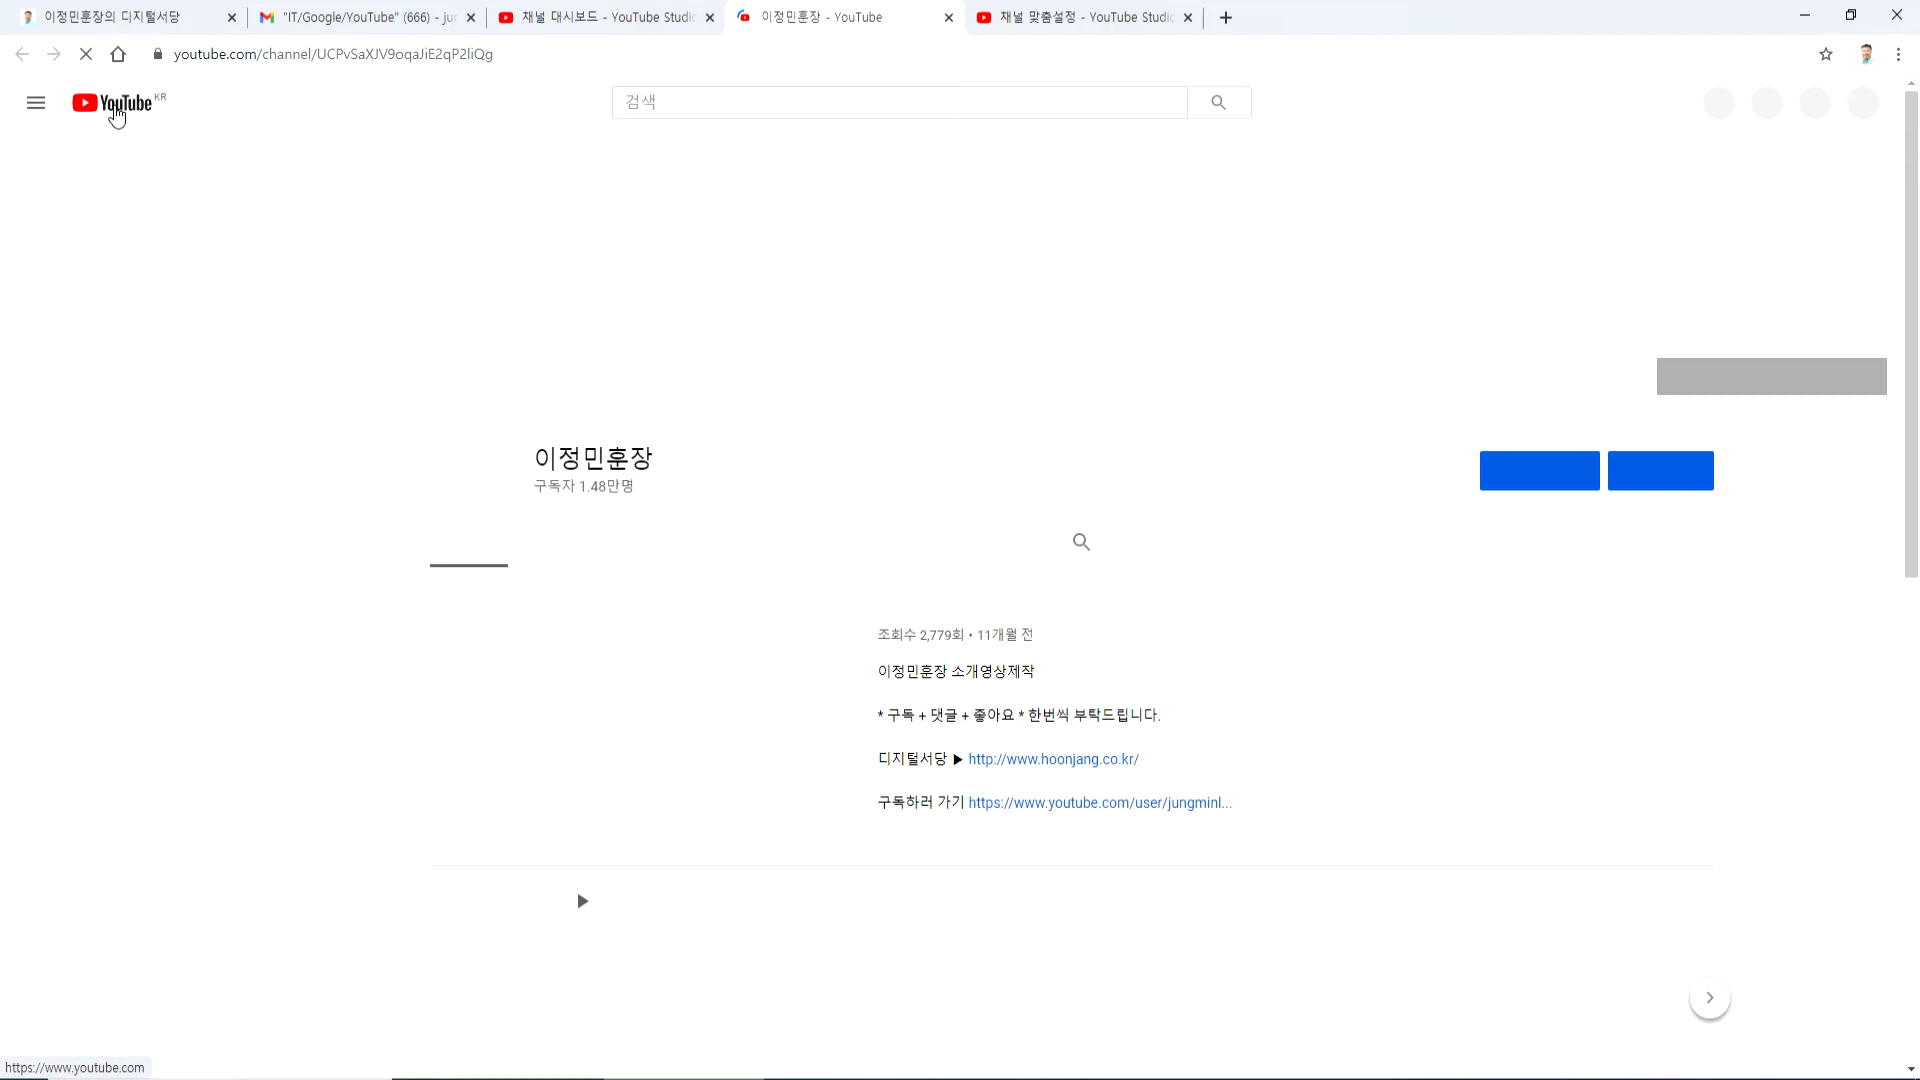 이정민훈장의 디지털서당
"IT/Google/YouTube" (666) - ju
채널 대시보드 - YouTube Studio
이정민훈장 - YouTube
채널 맞춤설정 - YouTube Studio
youtube.com/channel/UCPvSaXJV9oqaJiE2qP2liQg
YouTube KR
검색
이정민훈장
구독자 1.48만명
조회수 2,779회 • 11개월 전
이정민훈장 소개영상제작
* 구독 + 댓글 + 좋아요 * 한번씩 부탁드립니다.
디지털서당 ▶ http://www.hoonjang.co.kr/
구독하러 가기 https://www.youtube.com/user/jungminl...
https://www.youtube.com